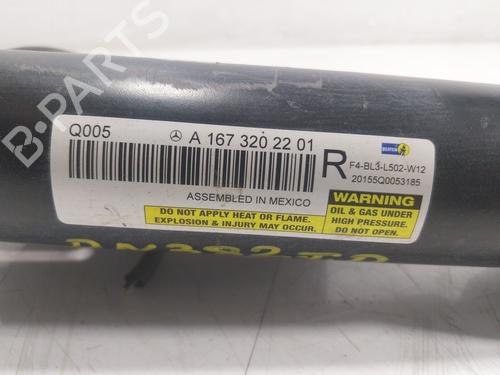 B-PARTS
Q005 A 167 320 22 01
R F4-BL3-L502-W12
20155Q0053185
ASSEMBLED IN MEXICO
DO NOT APPLY HEAT OR FLAME.
EXPLOSION & INJURY MAY OCCUR.
WARNING
OIL & GAS UNDER
HIGH PRESSURE.
DO NOT OPEN.